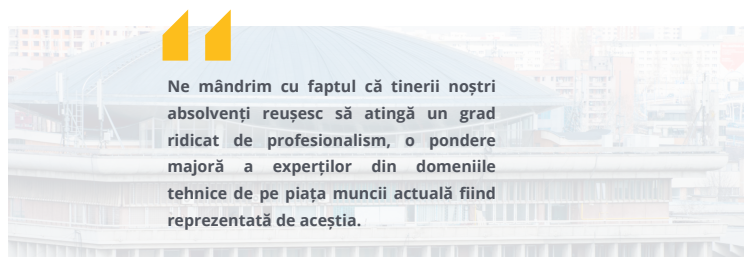 Ne mândrim cu faptul că tinerii noștri
absolvenți reușesc să atingă un grad
ridicat de profesionalism, o pondere
majoră a experților din domeniile
tehnice de pe piața muncii actuală fiind
reprezentată de aceștia.